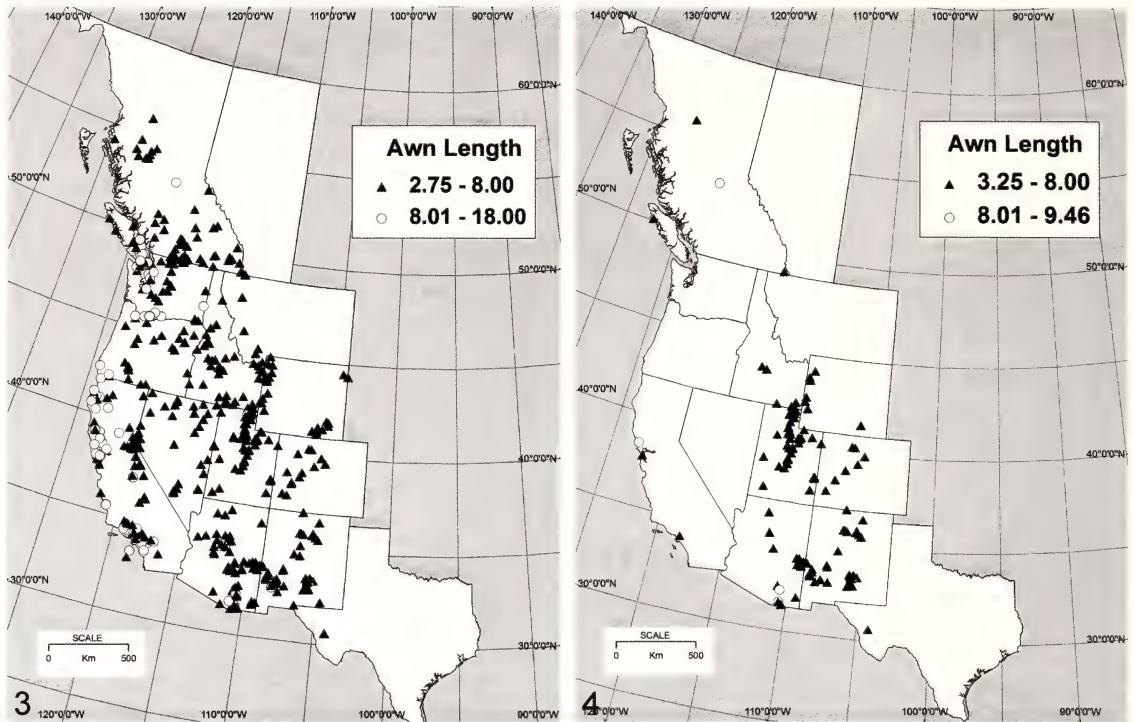 140°0'0"W 130°0'0"W 120°0'0"W 110°0'0"W 100°0'0"W 90°0'0"W
60°0'0"N
Awn Length
▲ 2.75 - 8.00
○ 8.01 - 18.00
50°0'0"N
50°0'0"N
40°0'0"N
40°0'0"N
30°0'0"N
30°0'0"N
SCALE
0 Km 500
3
120°0'0"W 110°0'0"W 100°0'0"W 90°0'0"W
140°0'0"W 130°0'0"W 120°0'0"W 110°0'0"W 100°0'0"W 90°0'0"W
60°0'0"N
Awn Length
▲ 3.25 - 8.00
○ 8.01 - 9.46
50°0'0"N
50°0'0"N
40°0'0"N
40°0'0"N
30°0'0"N
30°0'0"N
SCALE
0 Km 500
4
120°0'0"W 110°0'0"W 100°0'0"W 90°0'0"W